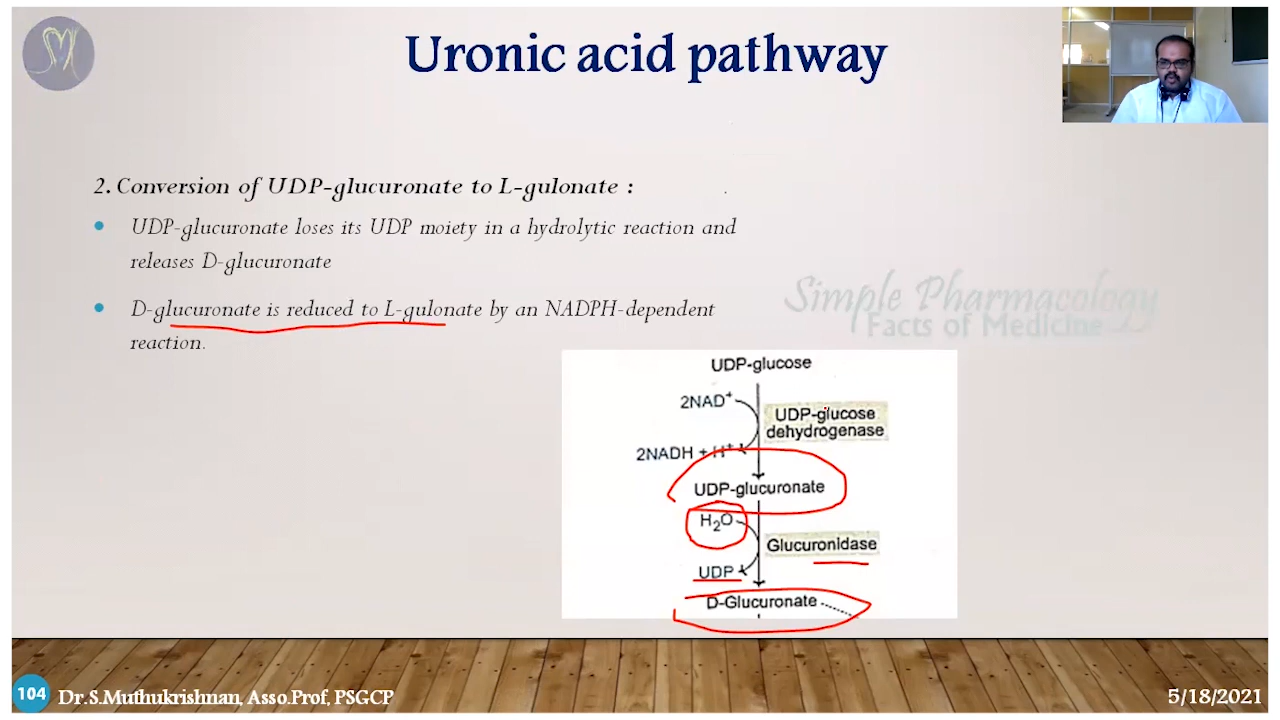 Uronic acid pathway
2. Conversion of UDP-glucuronate to L-gulonate :
UDP-glucuronate loses its UDP moiety in a hydrolytic reaction and
releases D-glucuronate
D-glucuronate is reduced to L-gulonate by an NADPH-dependent
reaction.
Simple Pharmacology
Facts of Medicine
UDP-glucose
2NAD⁺
UDP-glucose
dehydrogenase
2NADH + H⁺
UDP-glucuronate
H₂O
Glucuronidase
UDP
D-Glucuronate
104 Dr.S.Muthukrishnan, Asso.Prof, PSGCP
5/18/2021